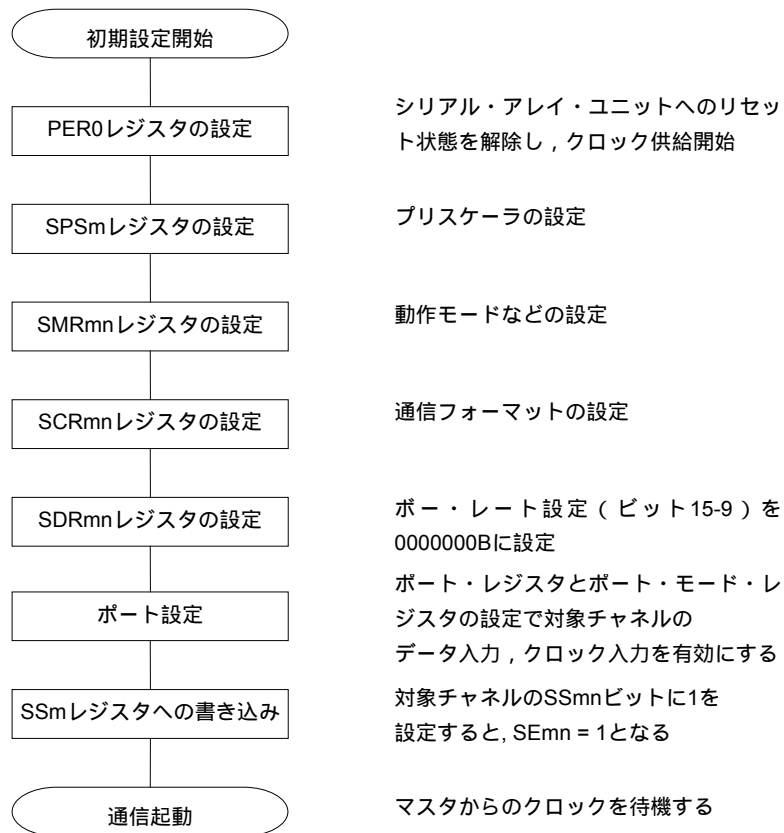 初期設定開始
PER0レジスタの設定
シリアル・アレイ・ユニットへのリセッ
ト状態を解除し，クロック供給開始
SPSmレジスタの設定
プリスケーラの設定
SMRmnレジスタの設定
動作モードなどの設定
SCRmnレジスタの設定
通信フォーマットの設定
SDRmnレジスタの設定
ボー・レート設定（ビット15-9）を
0000000Bに設定
ポート設定
ポート・レジスタとポート・モード・レ
ジスタの設定で対象チャネルの
データ入力，クロック入力を有効にする
SSmレジスタへの書き込み
対象チャネルのSSmnビットに1を
設定すると, SEmn = 1となる
通信起動
マスタからのクロックを待機する